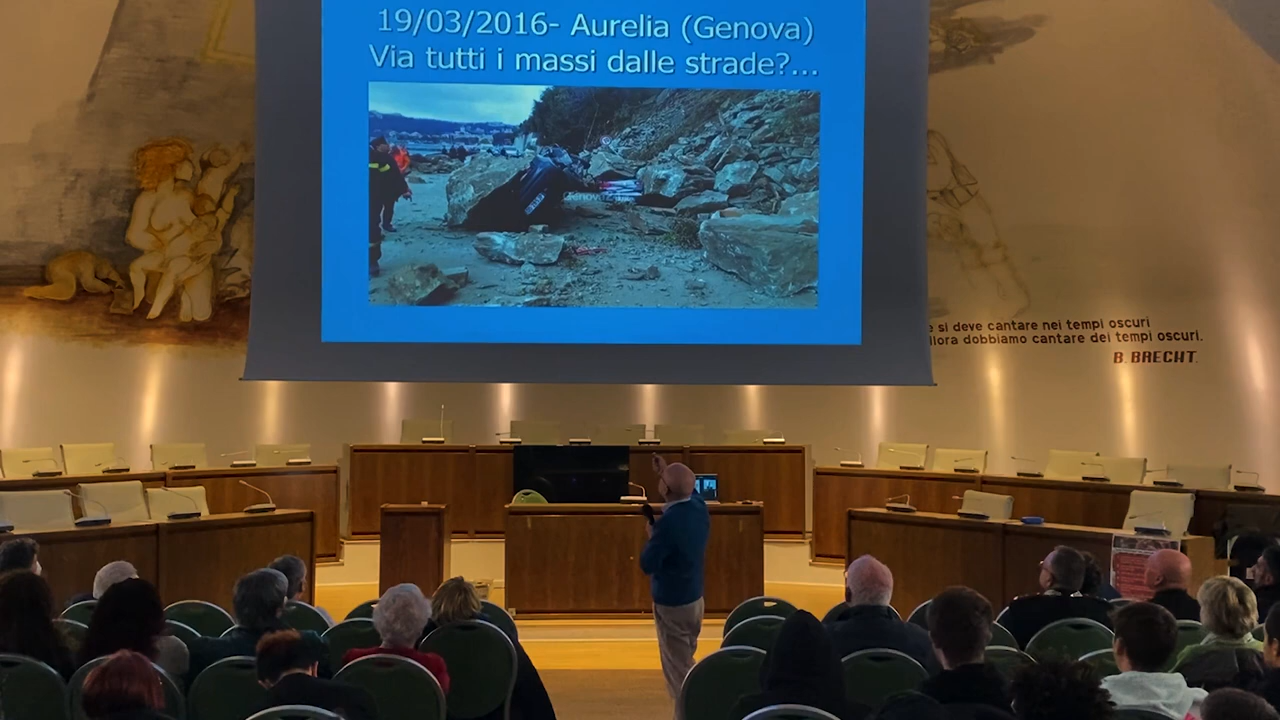 19/03/2016- Aurelia (Genova)
Via tutti i massi dalle strade?...
e si deve cantare nei tempi oscuri
llora dobbiamo cantare dei tempi oscuri.
B. BRECHT.